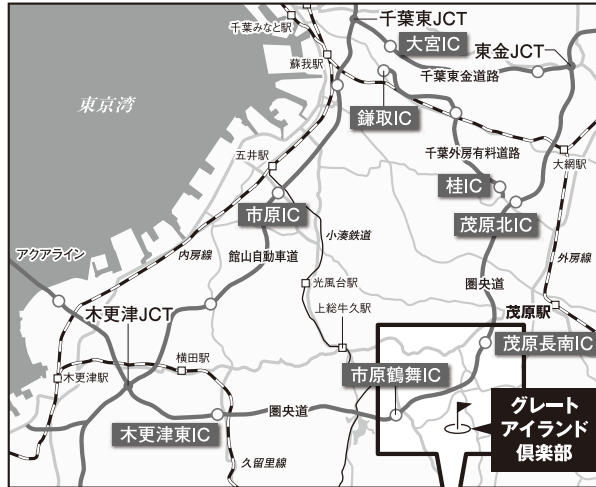 千葉みなと駅
千葉東JCT
大宮IC
東金JCT
蘇我駅
千葉東金道路
東京湾
鎌取IC
千葉外房有料道路
五井駅
大網駅
桂IC
市原IC
茂原北IC
小湊鉄道
内房線
館山自動車道
外房線
アクアライン
圏央道
光風台駅
茂原駅
上総牛久駅
木更津JCT
茂原長南IC
横田駅
市原鶴舞IC
木更津駅
グレート
アイランド
倶楽部
圏央道
木更津東IC
久留里線